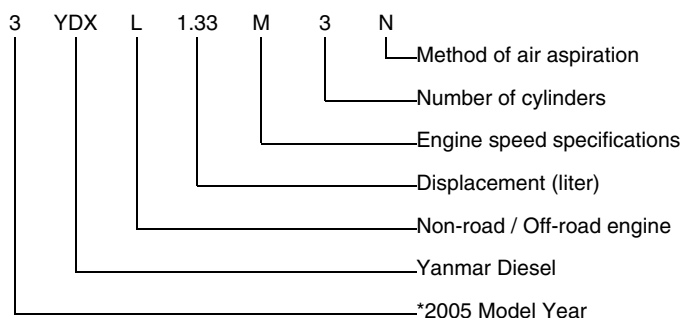 3 YDX L 1.33 M 3 N
Method of air aspiration
Number of cylinders
Engine speed specifications
Displacement (liter)
Non-road / Off-road engine
Yanmar Diesel
*2005 Model Year